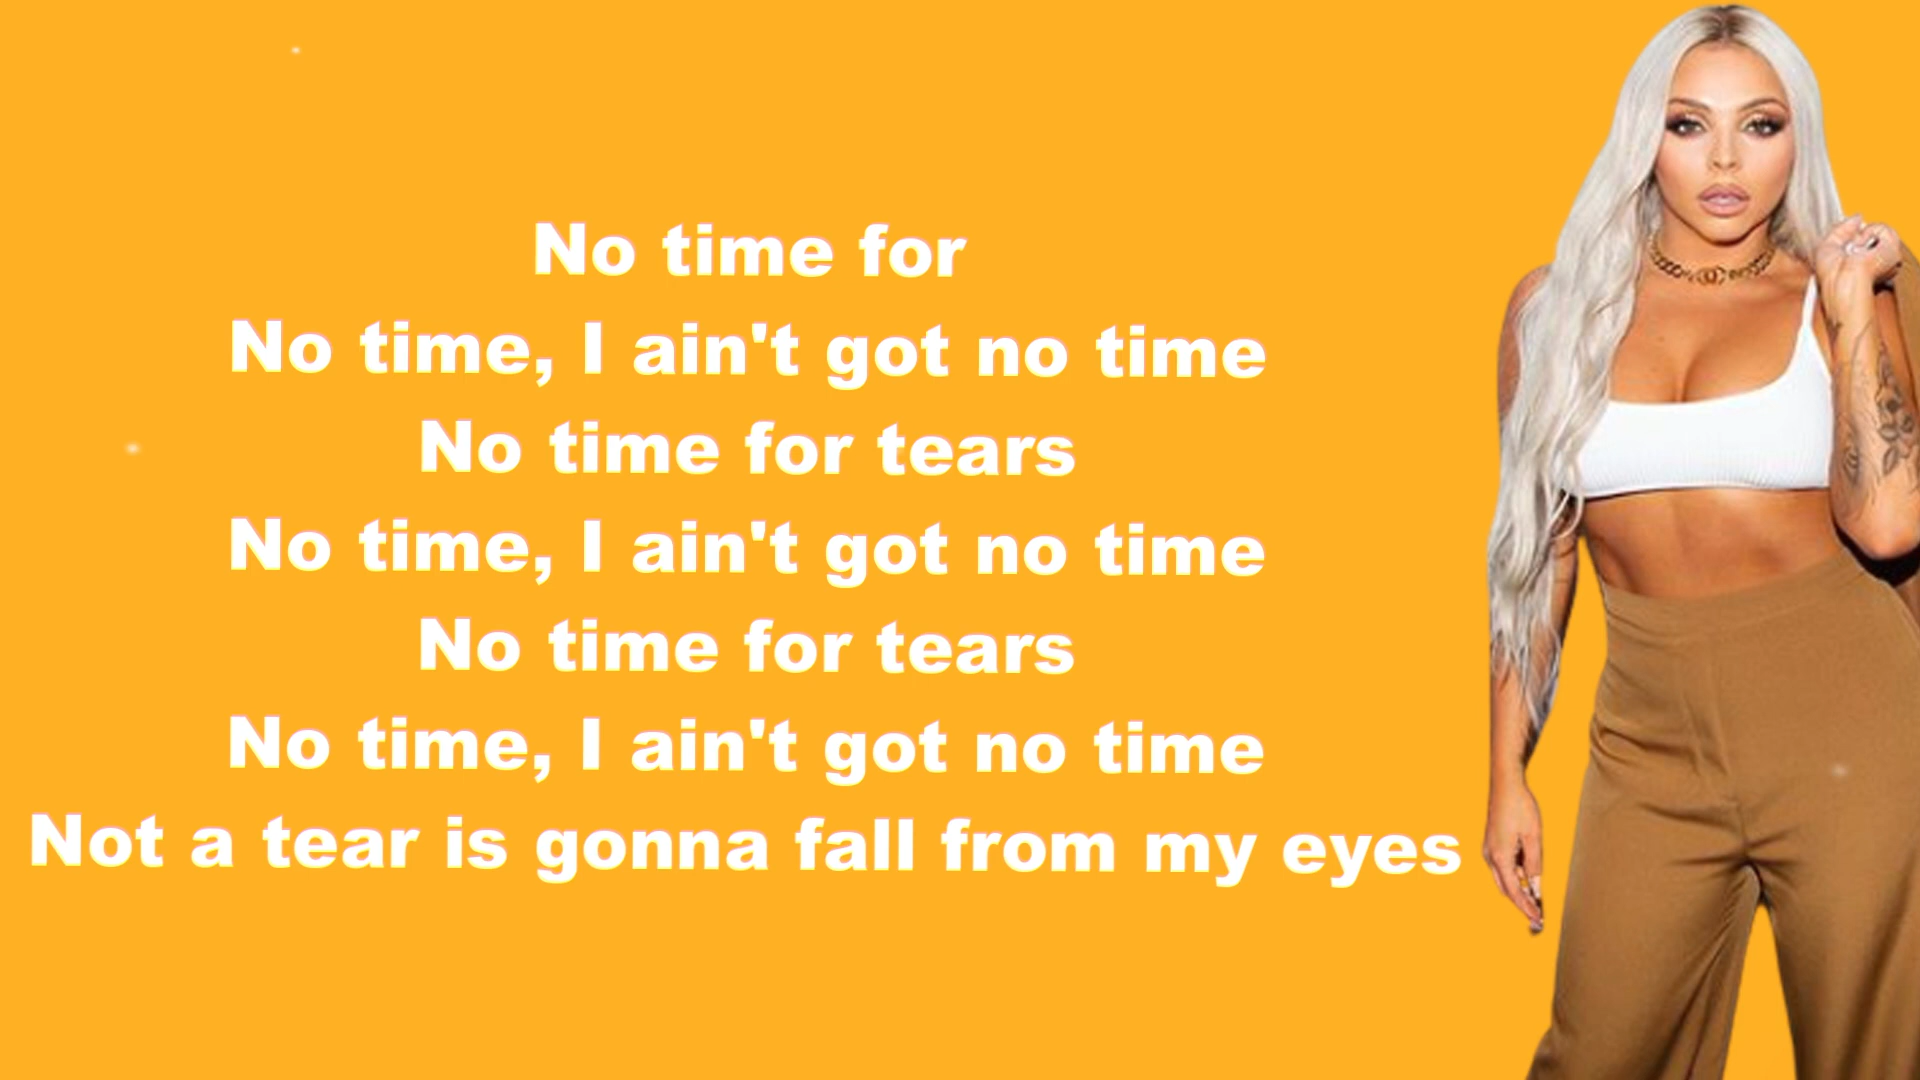 No time for
No time, I ain't got no time
No time for tears
No time, I ain't got no time
No time for tears
No time, I ain't got no time
Not a tear is gonna fall from my eyes